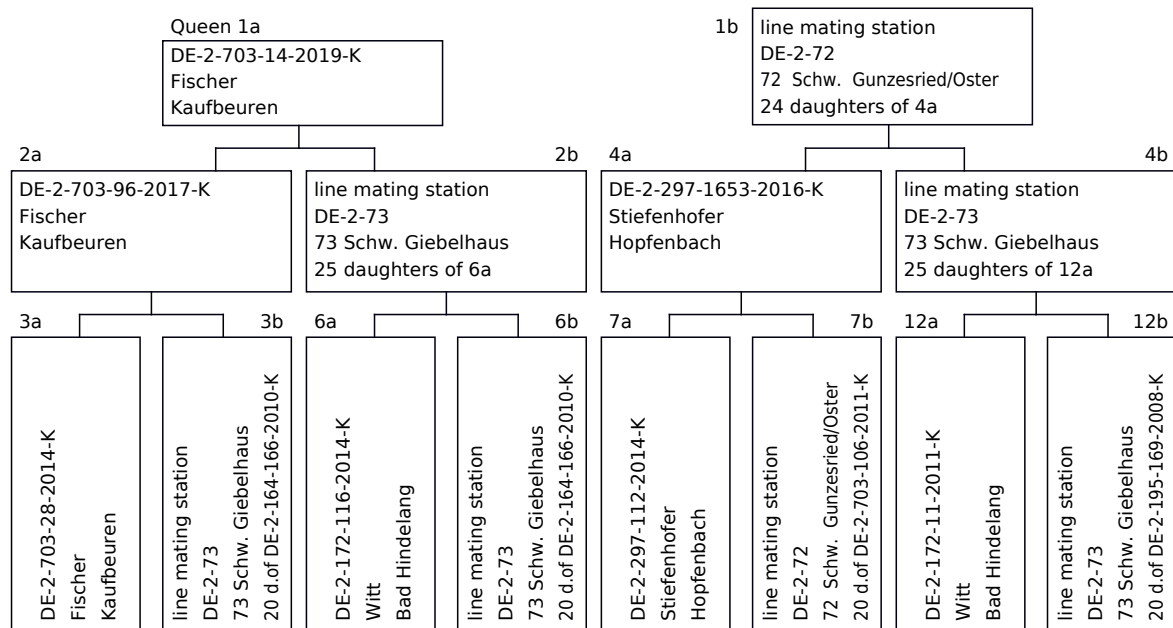 Queen 1a
DE-2-703-14-2019-K
Fischer
Kaufbeuren
1b
line mating station
DE-2-72
72 Schw. Gunzesried/Oster
24 daughters of 4a
2a
DE-2-703-96-2017-K
Fischer
Kaufbeuren
2b
line mating station
DE-2-73
73 Schw. Giebelhaus
25 daughters of 6a
4a
DE-2-297-1653-2016-K
Stiefenhofer
Hopfenbach
4b
line mating station
DE-2-73
73 Schw. Giebelhaus
25 daughters of 12a
3a
DE-2-703-28-2014-K
Fischer
Kaufbeuren
3b
line mating station
DE-2-73
73 Schw. Giebelhaus
20 d.of DE-2-164-166-2010-K
6a
DE-2-172-116-2014-K
Witt
Bad Hindelang
6b
line mating station
DE-2-73
73 Schw. Giebelhaus
20 d.of DE-2-164-166-2010-K
7a
DE-2-297-112-2014-K
Stiefenhofer
Hopfenbach
7b
line mating station
DE-2-72
72 Schw. Gunzesried/Oster
20 d.of DE-2-703-106-2011-K
12a
DE-2-172-11-2011-K
Witt
Bad Hindelang
12b
line mating station
DE-2-73
73 Schw. Giebelhaus
20 d.of DE-2-195-169-2008-K